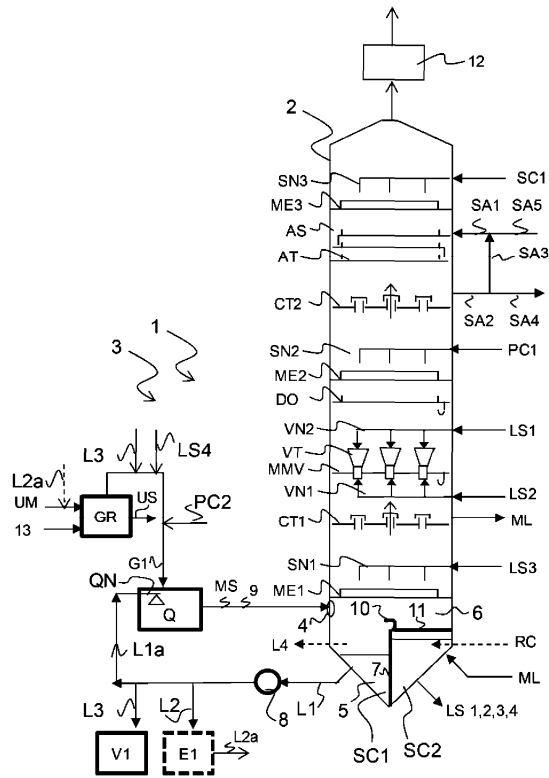 12
2
SN3
SC1
ME3
AS
SA1
SA5
AT
SA3
CT2
SA2
SA4
1
3
SN2
PC1
ME2
DO
VN2
LS1
L3
LS4
VT
L2a
MMV
UM
US
VN1
LS2
GR
PC2
13
CT1
ML
G1
SN1
LS3
QN
MS
9
ME1
Q
10
11
6
4
L4
RC
L1a
7
ML
L3
L2
8
L1
5
LS 1,2,3,4
V1
E1
L2a
SC1
SC2